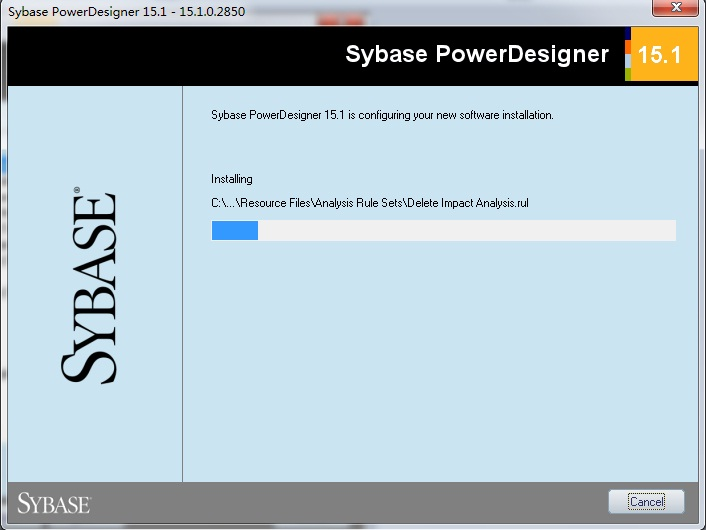 Sybase PowerDesigner 15.1 - 15.1.0.2850
Sybase PowerDesigner 15.1
Sybase PowerDesigner 15.1 is configuring your new software installation.
Installing
C:\...\Resource Files\Analysis Rule Sets\Delete Impact Analysis.rul
SYBASE®
SYBASE
Cancel